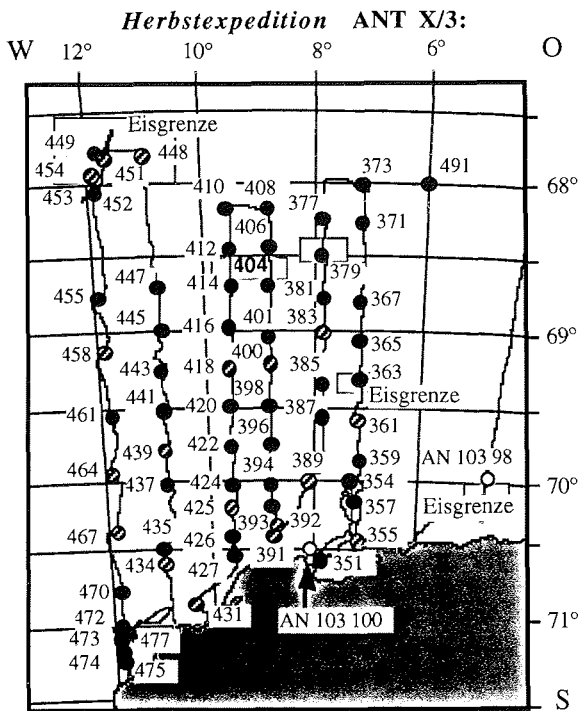 Herbstexpedition ANT X/3:
W 12° 10° 8° 6° O
Eisgrenze
449 448
454 451
453 452
410 408 373 491 68°
377
406 371
412
404 379
447 414 381 367
455
445 416 401 383 69°
458 400 365
443 418 385 363
398
Eisgrenze
441 420 387
461 396 361
439 422
359 AN 103 98
464 394 389
437 424 354 70°
425 357 Eisgrenze
393 392
467 435 426 355
434 391 351
427
470
431 AN 103 100
472 71°
473 477
474 475
S